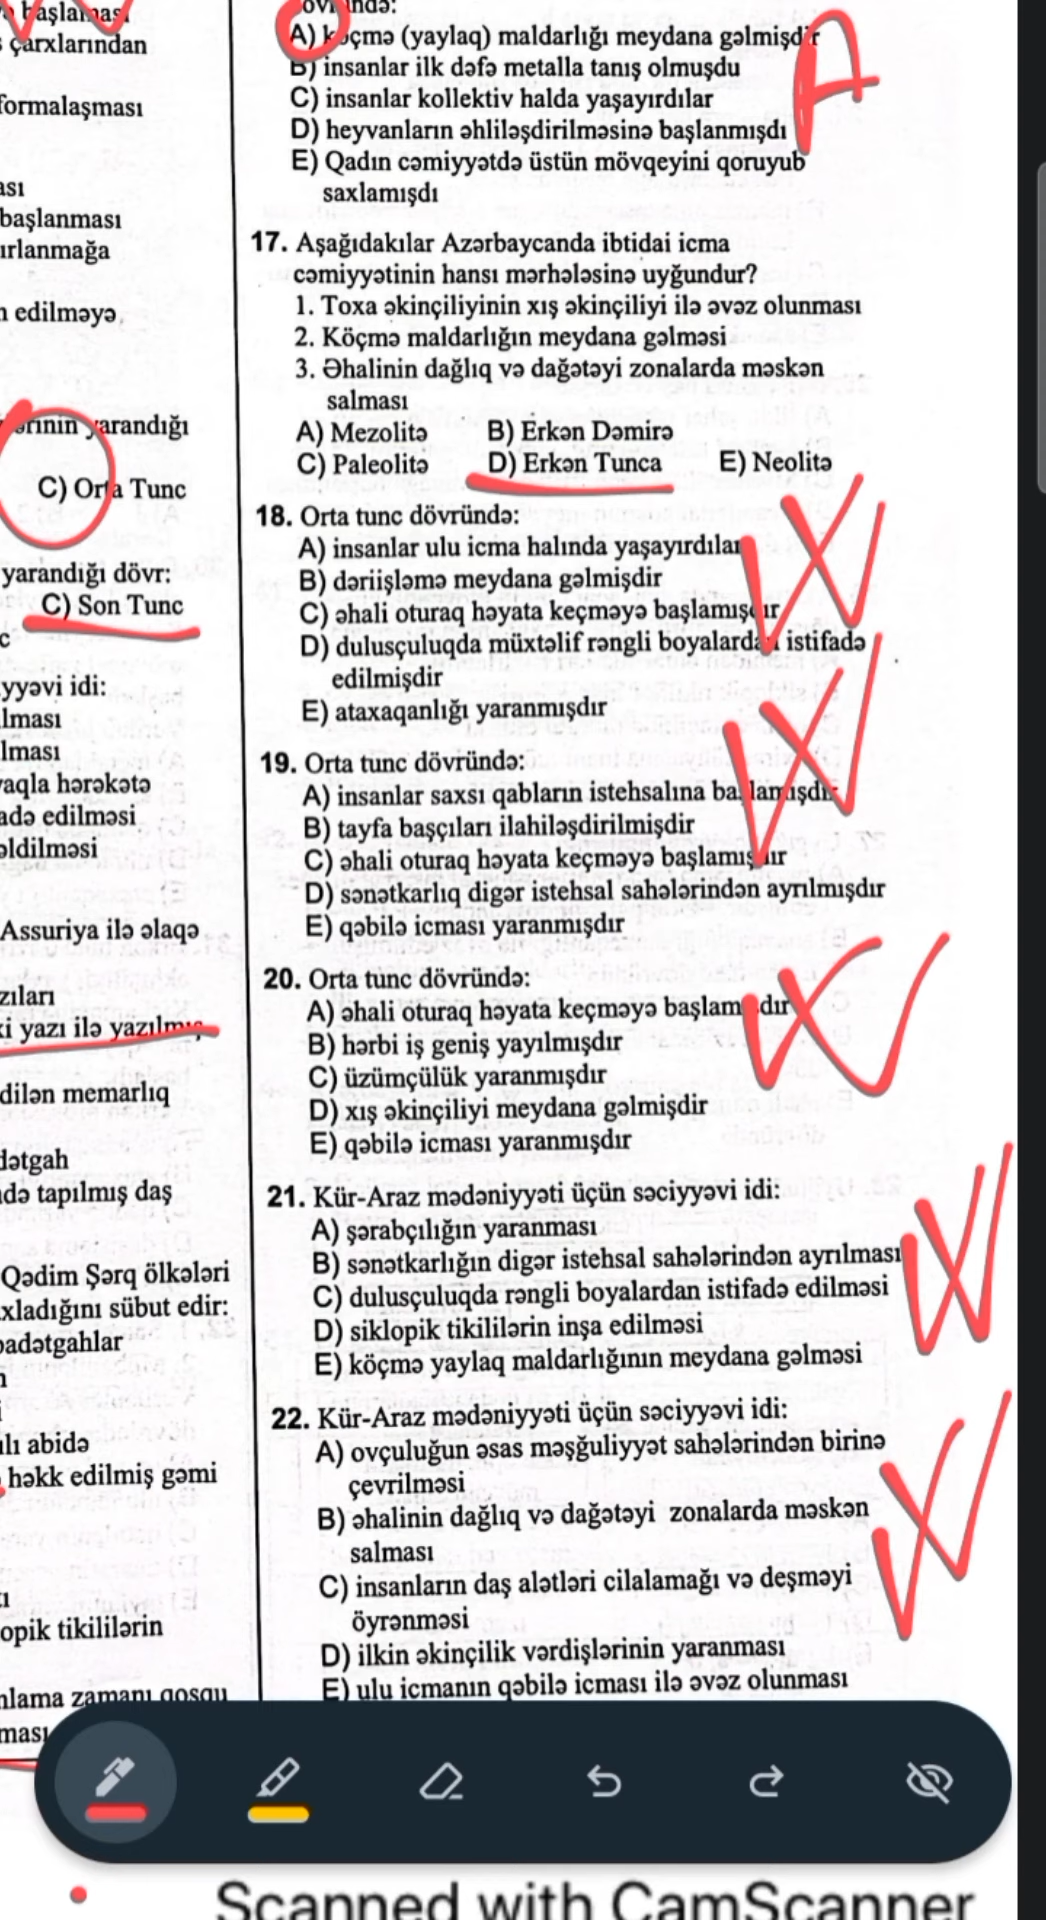 başlaması
çarxlarından
formalaşması
ası
başlanması
ırlanmağa
edilməyə,
ərinin yarandığı
C) Orta Tunc
yarandığı dövr:
C) Son Tunc
c
yyəvi idi:
lması
lması
yaqla hərəkətə
adə edilməsi
əldilməsi
Assuriya ilə əlaqə
zıları
ki yazı ilə yazılmış
dilən memarlıq
dətgah
də tapılmış daş
Qədim Şərq ölkələri
xladığını sübut edir:
badətgahlar
ılı abidə
həkk edilmiş gəmi
opik tikililərin
nlama zamanı qoşqu
ması
A) köçmə (yaylaq) maldarlığı meydana gəlmişdir
B) insanlar ilk dəfə metalla tanış olmuşdu
C) insanlar kollektiv halda yaşayırdılar
D) heyvanların əhliləşdirilməsinə başlanmışdı
E) Qadın cəmiyyətdə üstün mövqeyini qoruyub
saxlamışdı
A
17. Aşağıdakılar Azərbaycanda ibtidai icma
cəmiyyətinin hansı mərhələsinə uyğundur?
1. Toxa əkinçiliyinin xış əkinçiliyi ilə əvəz olunması
2. Köçmə maldarlığın meydana gəlməsi
3. Əhalinin dağlıq və dağətəyi zonalarda məskən
salması
A) Mezolitə B) Erkən Dəmirə
C) Paleolitə D) Erkən Tunca E) Neolitə
18. Orta tunc dövründə:
A) insanlar ulu icma halında yaşayırdılar
B) dəriişləmə meydana gəlmişdir
C) əhali oturaq həyata keçməyə başlamışdır
D) dulusçuluqda müxtəlif rəngli boyalardan istifadə
edilmişdir
E) ataxaqanlığı yaranmışdır
19. Orta tunc dövründə:
A) insanlar saxsı qabların istehsalına başlamışdır
B) tayfa başçıları ilahiləşdirilmişdir
C) əhali oturaq həyata keçməyə başlamışdır
D) sənətkarlıq digər istehsal sahələrindən ayrılmışdır
E) qəbilə icması yaranmışdır
20. Orta tunc dövründə:
A) əhali oturaq həyata keçməyə başlamışdır
B) hərbi iş geniş yayılmışdır
C) üzümçülük yaranmışdır
D) xış əkinçiliyi meydana gəlmişdir
E) qəbilə icması yaranmışdır
21. Kür-Araz mədəniyyəti üçün səciyyəvi idi:
A) şərabçılığın yaranması
B) sənətkarlığın digər istehsal sahələrindən ayrılması
C) dulusçuluqda rəngli boyalardan istifadə edilməsi
D) siklopik tikililərin inşa edilməsi
E) köçmə yaylaq maldarlığının meydana gəlməsi
22. Kür-Araz mədəniyyəti üçün səciyyəvi idi:
A) ovçuluğun əsas məşğuliyyət sahələrindən birinə
çevrilməsi
B) əhalinin dağlıq və dağətəyi zonalarda məskən
salması
C) insanların daş alətləri cilalamağı və deşməyi
öyrənməsi
D) ilkin əkinçilik vərdişlərinin yaranması
E) ulu icmanın qəbilə icması ilə əvəz olunması
Scanned with CamScanner